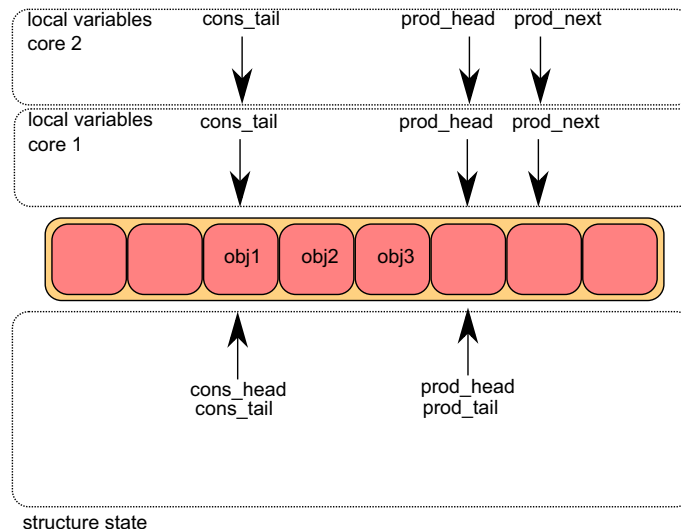 local variables
core 2
cons_tail
prod_head
prod_next
local variables
core 1
cons_tail
prod_head
prod_next
obj1
obj2
obj3
cons_head
cons_tail
prod_head
prod_tail
structure state